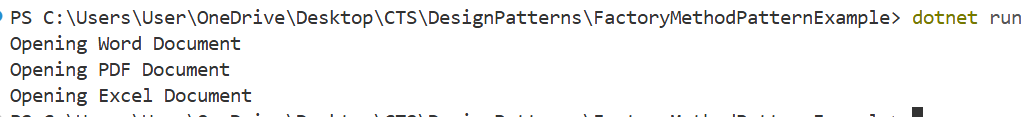 PS C:\Users\User\OneDrive\Desktop\CTS\DesignPatterns\FactoryMethodPatternExample> dotnet run
Opening Word Document
Opening PDF Document
Opening Excel Document